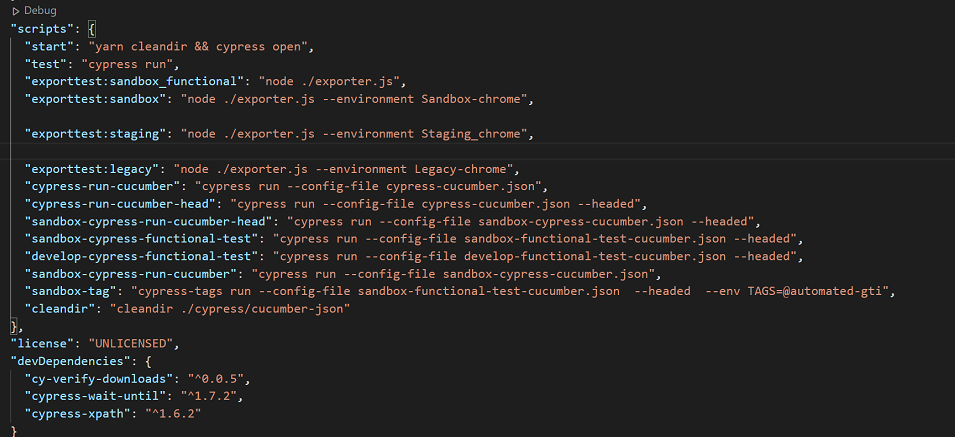 Debug
"scripts": {
"start": "yarn cleandir && cypress open",
"test": "cypress run",
"exporttest:sandbox_functional": "node ./exporter.js",
"exporttest:sandbox": "node ./exporter.js --environment Sandbox-chrome",
"exporttest:staging": "node ./exporter.js --environment Staging_chrome",
"exporttest:legacy": "node ./exporter.js --environment Legacy-chrome",
"cypress-run-cucumber": "cypress run --config-file cypress-cucumber.json",
"cypress-run-cucumber-head": "cypress run --config-file cypress-cucumber.json --headed",
"sandbox-cypress-run-cucumber-head": "cypress run --config-file sandbox-cypress-cucumber.json --headed",
"sandbox-cypress-functional-test": "cypress run --config-file sandbox-functional-test-cucumber.json --headed",
"develop-cypress-functional-test": "cypress run --config-file develop-functional-test-cucumber.json --headed",
"sandbox-cypress-run-cucumber": "cypress run --config-file sandbox-cypress-cucumber.json",
"sandbox-tag": "cypress-tags run --config-file sandbox-functional-test-cucumber.json  --headed  --env TAGS=@automated-gti",
"cleandir": "cleandir ./cypress/cucumber-json"
},
"license": "UNLICENSED",
"devDependencies": {
"cy-verify-downloads": "^0.0.5",
"cypress-wait-until": "^1.7.2",
"cypress-xpath": "^1.6.2"
}